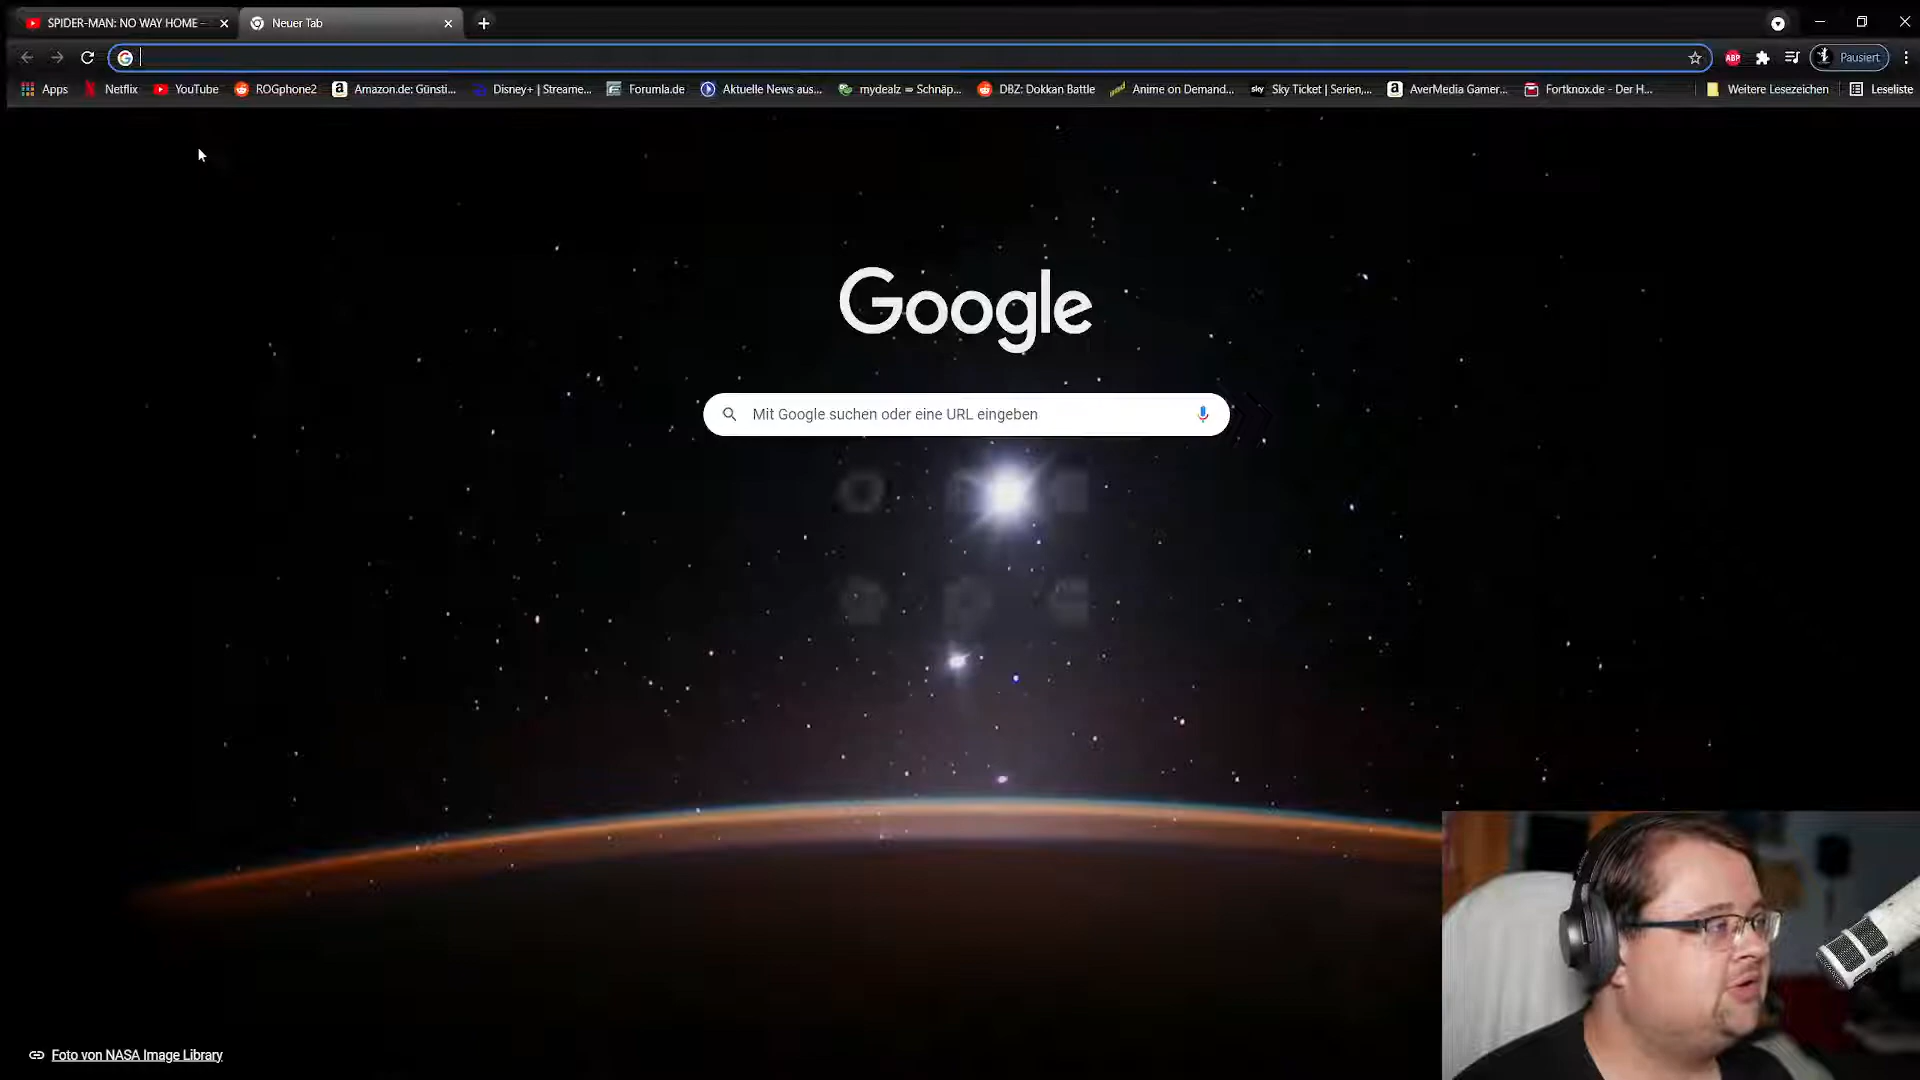 SPIDER-MAN: NO WAY HOME -
Neuer Tab
Pausiert
Apps
Netflix
YouTube
ROGphone2
Amazon.de: Günsti...
Disney+ | Streame...
Forumla.de
Aktuelle News aus...
mydealz = Schnäp...
DBZ: Dokkan Battle
Anime on Demand...
sky
Sky Ticket | Serien,...
AverMedia Gamer...
Fortknox.de - Der H...
Weitere Lesezeichen
Leseliste
ABP
Google
Mit Google suchen oder eine URL eingeben
Foto von NASA Image Library